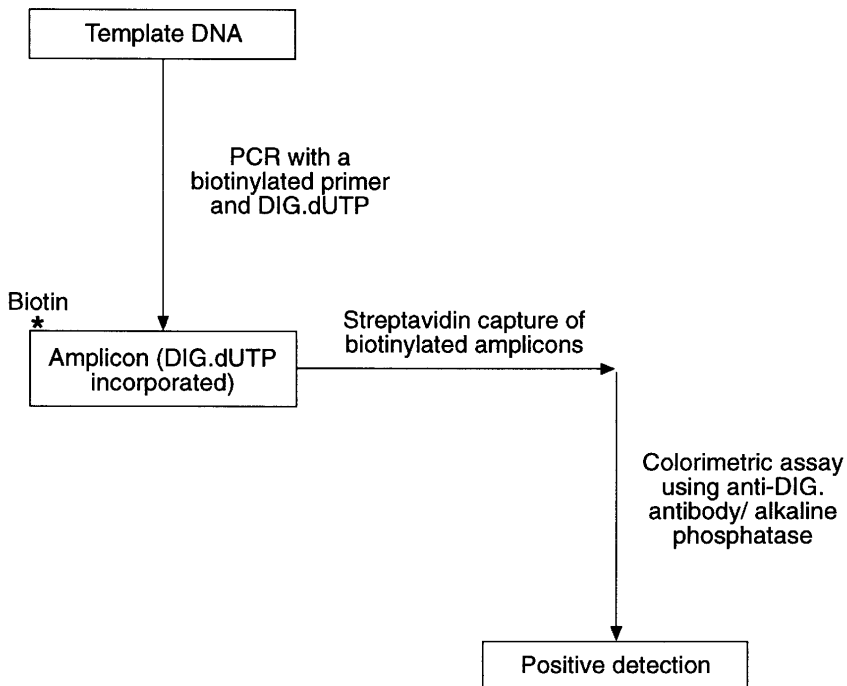 Template DNA
PCR with a
biotinylated primer
and DIG.dUTP
Biotin
*
Amplicon (DIG.dUTP
incorporated)
Streptavidin capture of
biotinylated amplicons
Colorimetric assay
using anti-DIG.
antibody/ alkaline
phosphatase
Positive detection